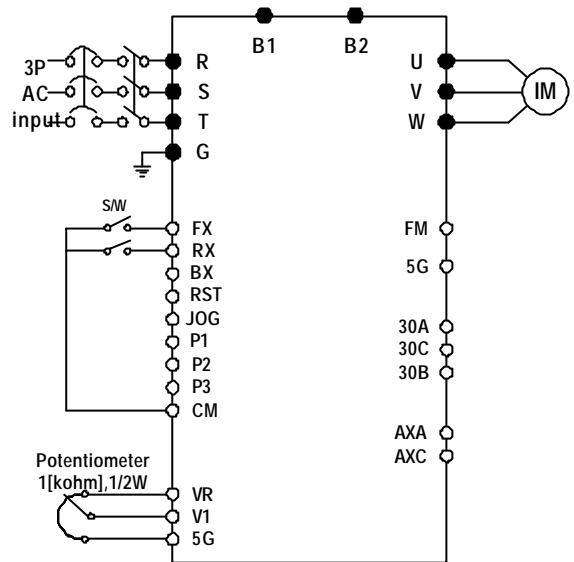 B1 B2
3P R U
AC S V IM
input T W
G
S/W
FX FM
RX
BX 5G
RST
JOG 30A
P1 30C
P2 30B
P3
CM AXA
AXC
Potentiometer
1[kohm],1/2W
VR
V1
5G